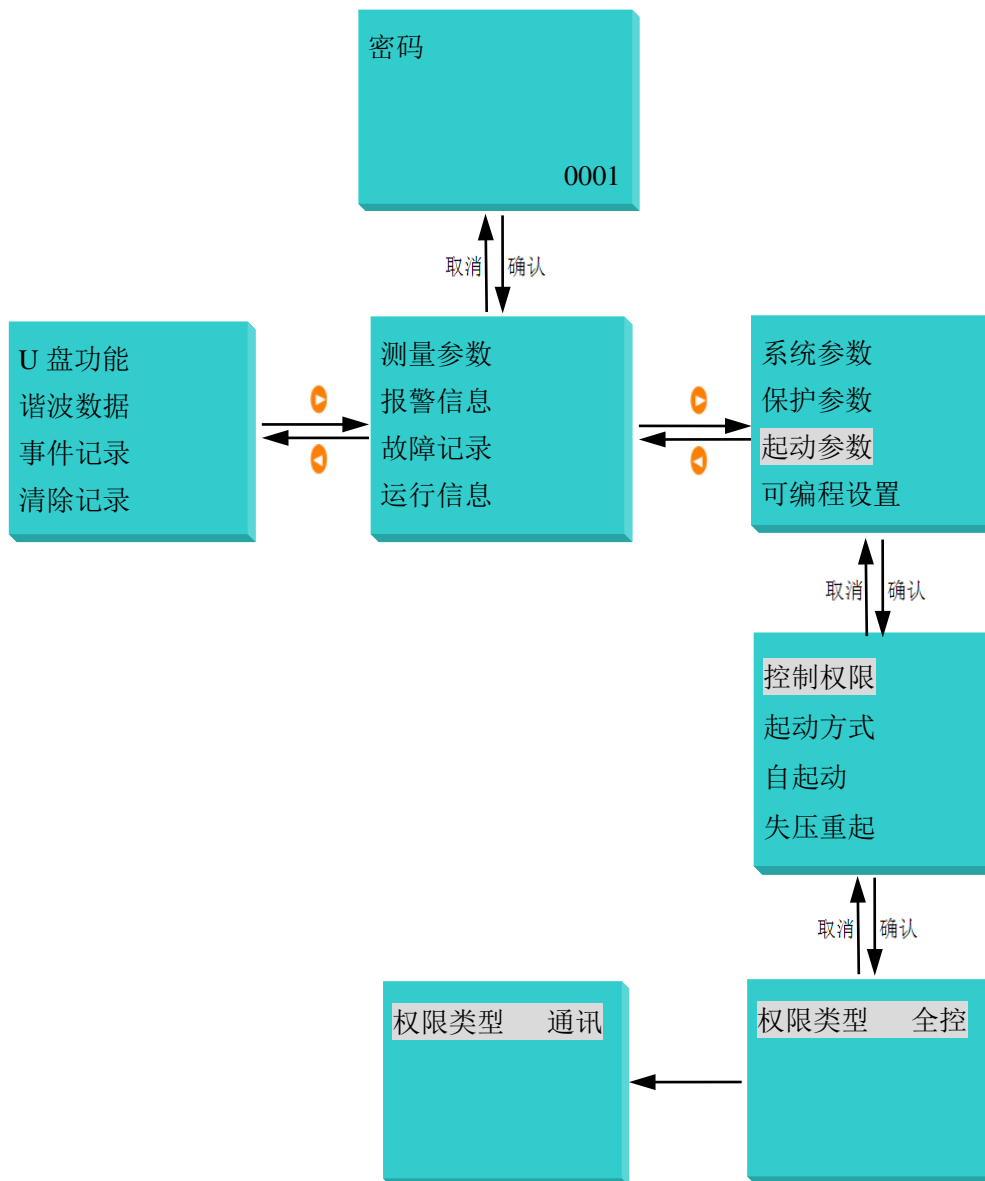 密码
0001
取消
确认
U 盘功能
谐波数据
事件记录
清除记录
测量参数
报警信息
故障记录
运行信息
系统参数
保护参数
起动参数
可编程设置
取消
确认
控制权限
起动方式
自起动
失压重起
取消
确认
权限类型 通讯
权限类型 全控